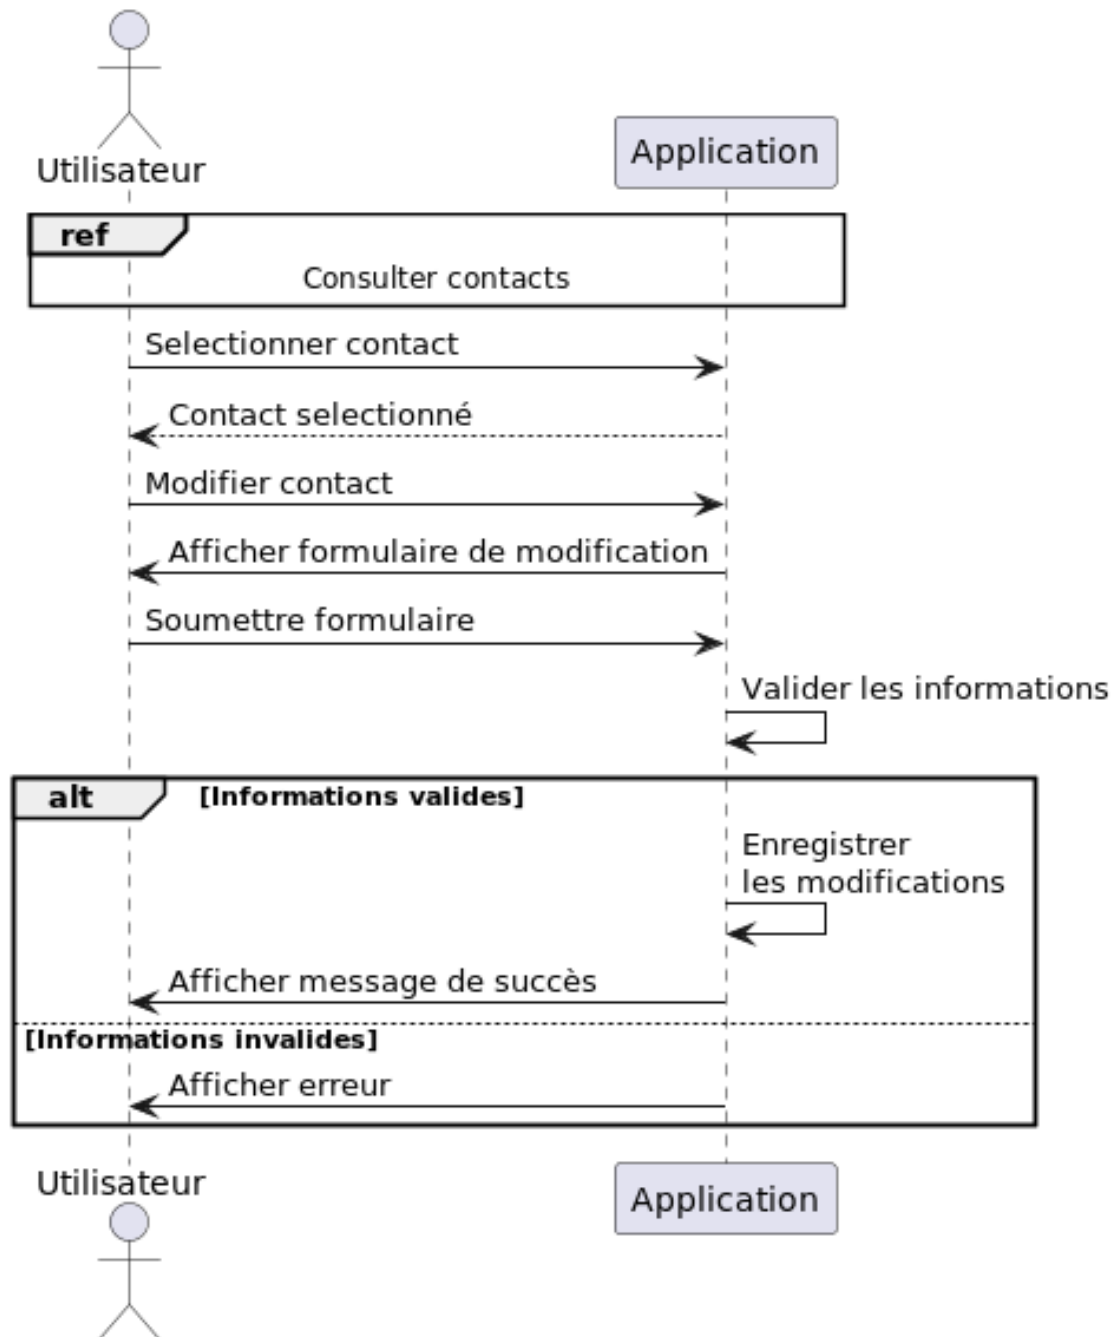 Utilisateur
Application
ref
Consulter contacts
Selectionner contact
Contact selectionné
Modifier contact
Afficher formulaire de modification
Soumettre formulaire
Valider les informations
alt
[Informations valides]
Enregistrer
les modifications
Afficher message de succès
[Informations invalides]
Afficher erreur
Utilisateur
Application